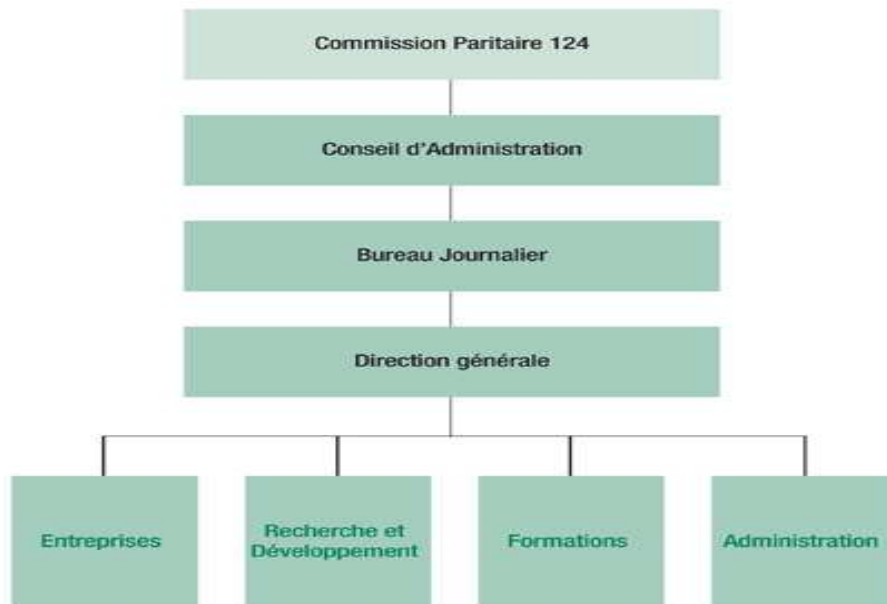 Commission Paritaire 124
Conseil d'Administration
Bureau Journalier
Direction générale
Entreprises
Recherche et
Développement
Formations
Administration